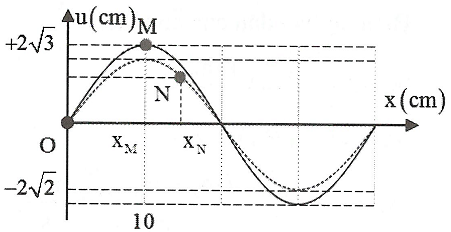 u(cm)
M
+2√3
N
x(cm)
O
x_M
x_N
−2√2
10